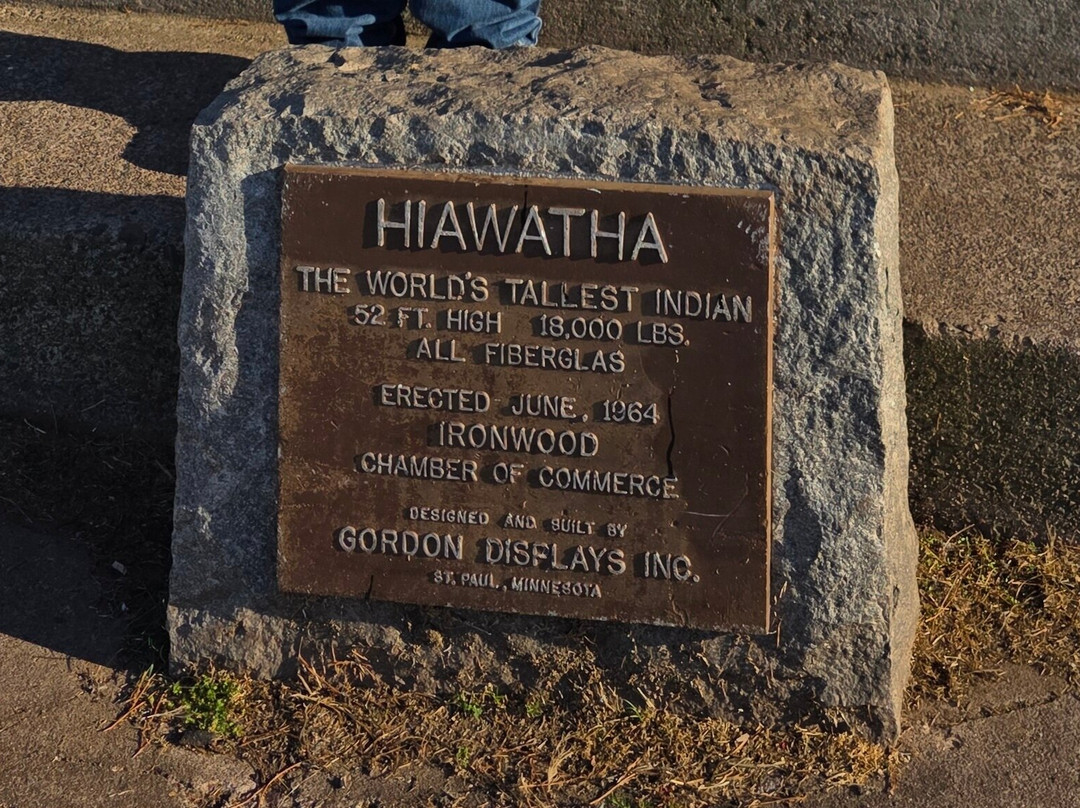 HIAWATHA
THE WORLD'S TALLEST INDIAN
52 FT. HIGH 18,000 LBS.
ALL FIBERGLAS
ERECTED JUNE, 1964
IRONWOOD
CHAMBER OF COMMERCE
DESIGNED AND BUILT BY
GORDON DISPLAYS INC.
ST. PAUL, MINNESOTA